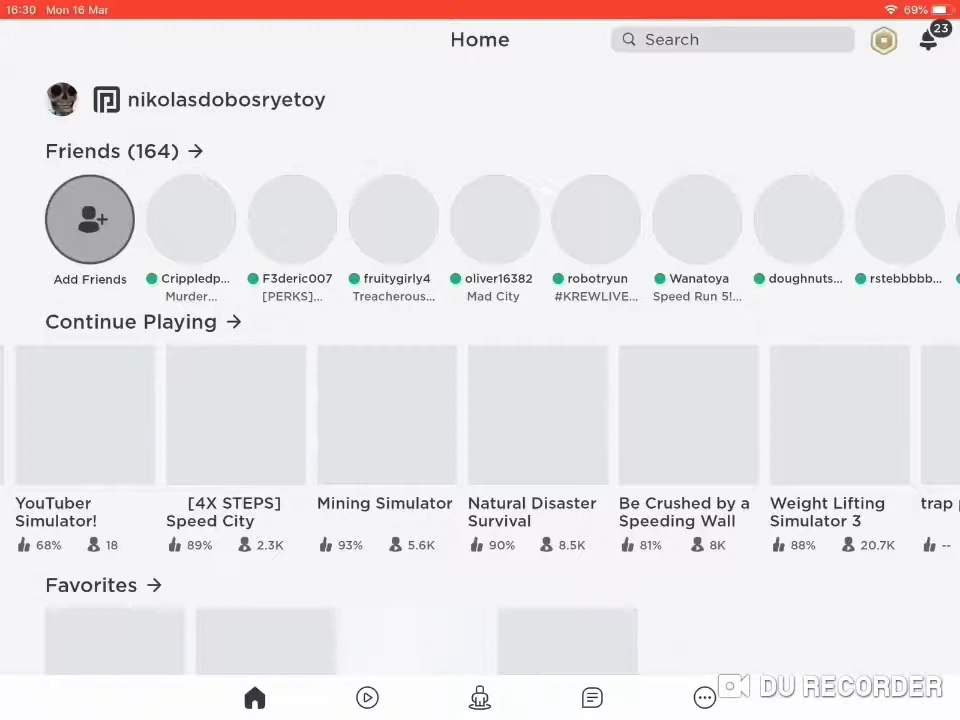 16:30 Mon 16 Mar 69%
Home
Search
23
nikolasdobosryetoy
Friends (164) →
Add Friends
Crippledp... F3deric007 fruitygirly4 oliver16382 robotryun Wanatoya doughnuts... rstebbbbb...
Murder... [PERKS]... Treacherous... Mad City #KREWLIVE... Speed Run 5!...
Continue Playing →
YouTuber Simulator!
68% 18
[4X STEPS] Speed City
89% 2.3K
Mining Simulator
93% 5.6K
Natural Disaster Survival
90% 8.5K
Be Crushed by a Speeding Wall
81% 8K
Weight Lifting Simulator 3
88% 20.7K
trap
--
Favorites →
DU RECORDER